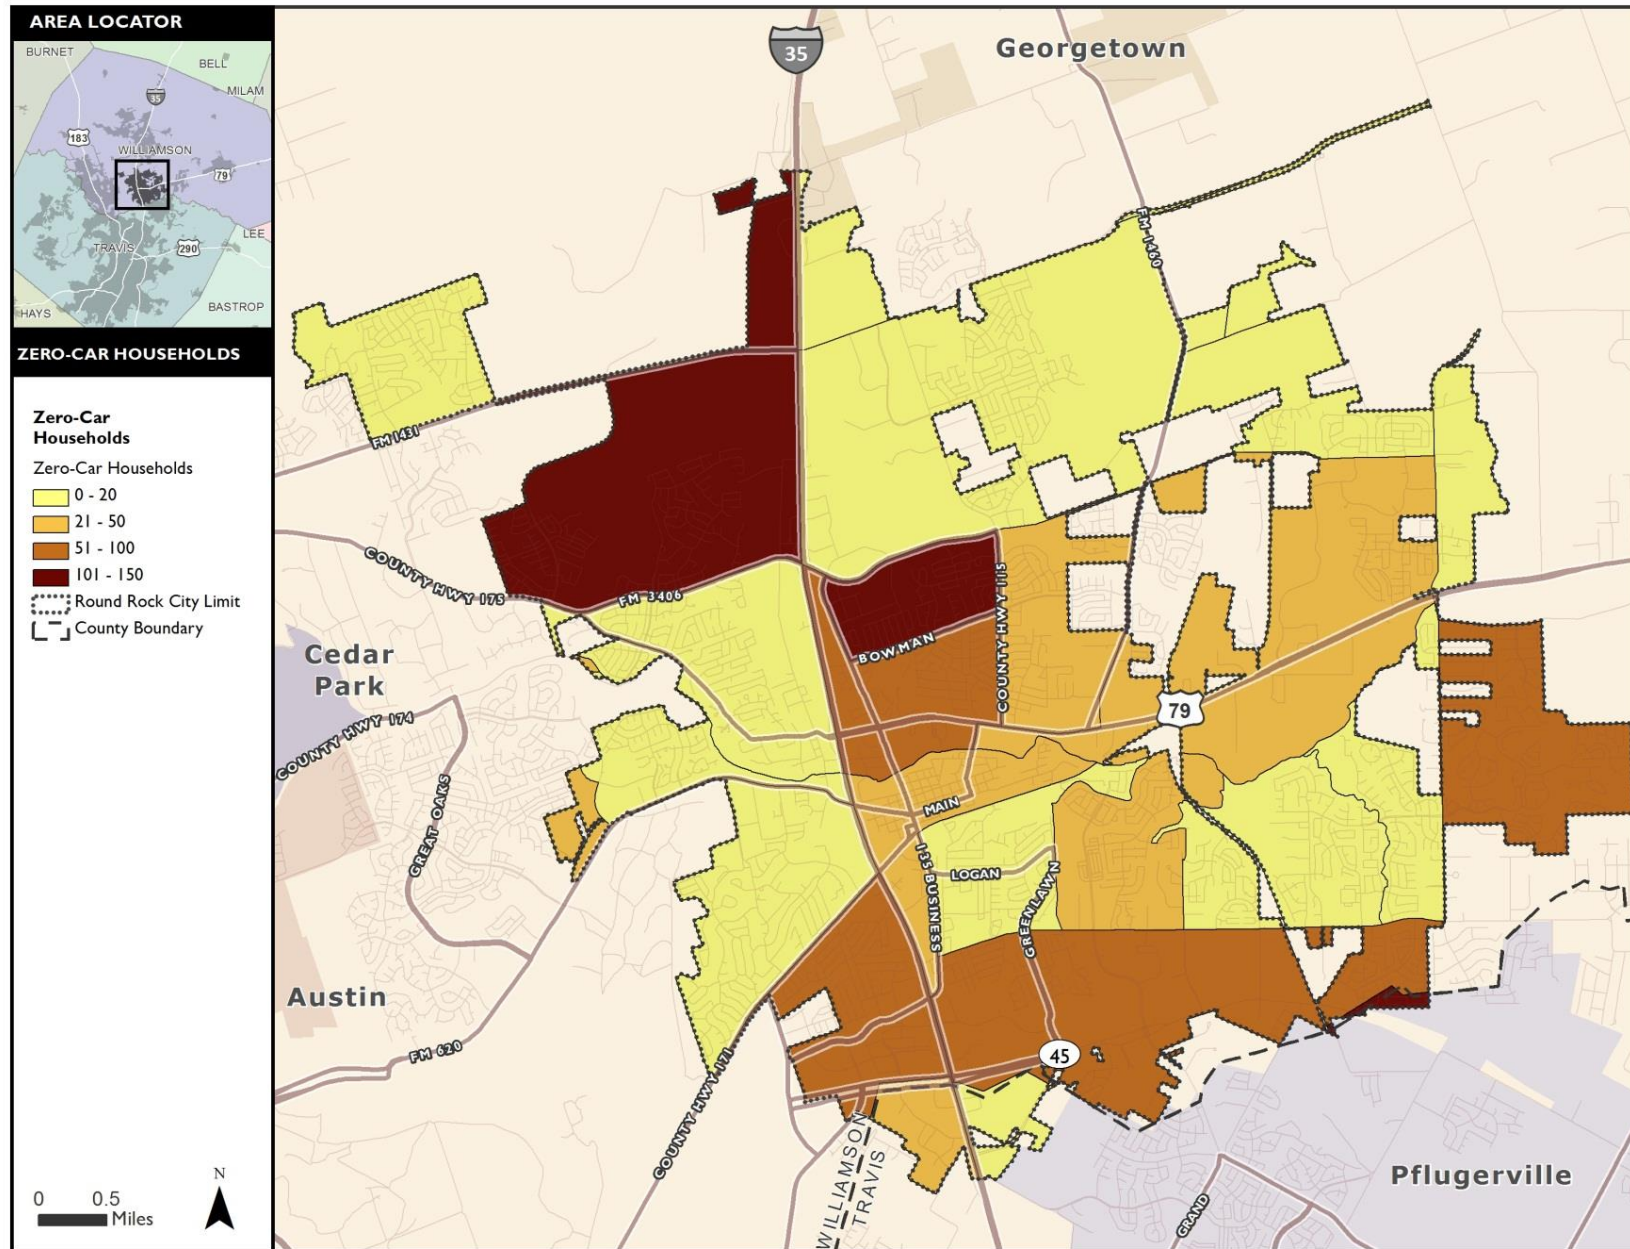 AREA LOCATOR
BURNET
BELL
MILAM
35
183
WILLIAMSON
79
TRAVIS
290
LEE
HAYS
BASTROP
ZERO-CAR HOUSEHOLDS
Zero-Car
Households
Zero-Car Households
0 - 20
21 - 50
51 - 100
101 - 150
Round Rock City Limit
County Boundary
0 0.5
Miles
N
35
Georgetown
FM 1460
FM 1431
COUNTY HWY 175
FM 3406
COUNTY HWY 115
BOWMAN
Cedar
Park
COUNTY HWY 174
79
GREAT OAKS
MAIN
I35 BUSINESS
LOGAN
GREENLAWN
Austin
FM 620
45
COUNTY HWY 171
WILLIAMSON
TRAVIS
Pflugerville
GRAND